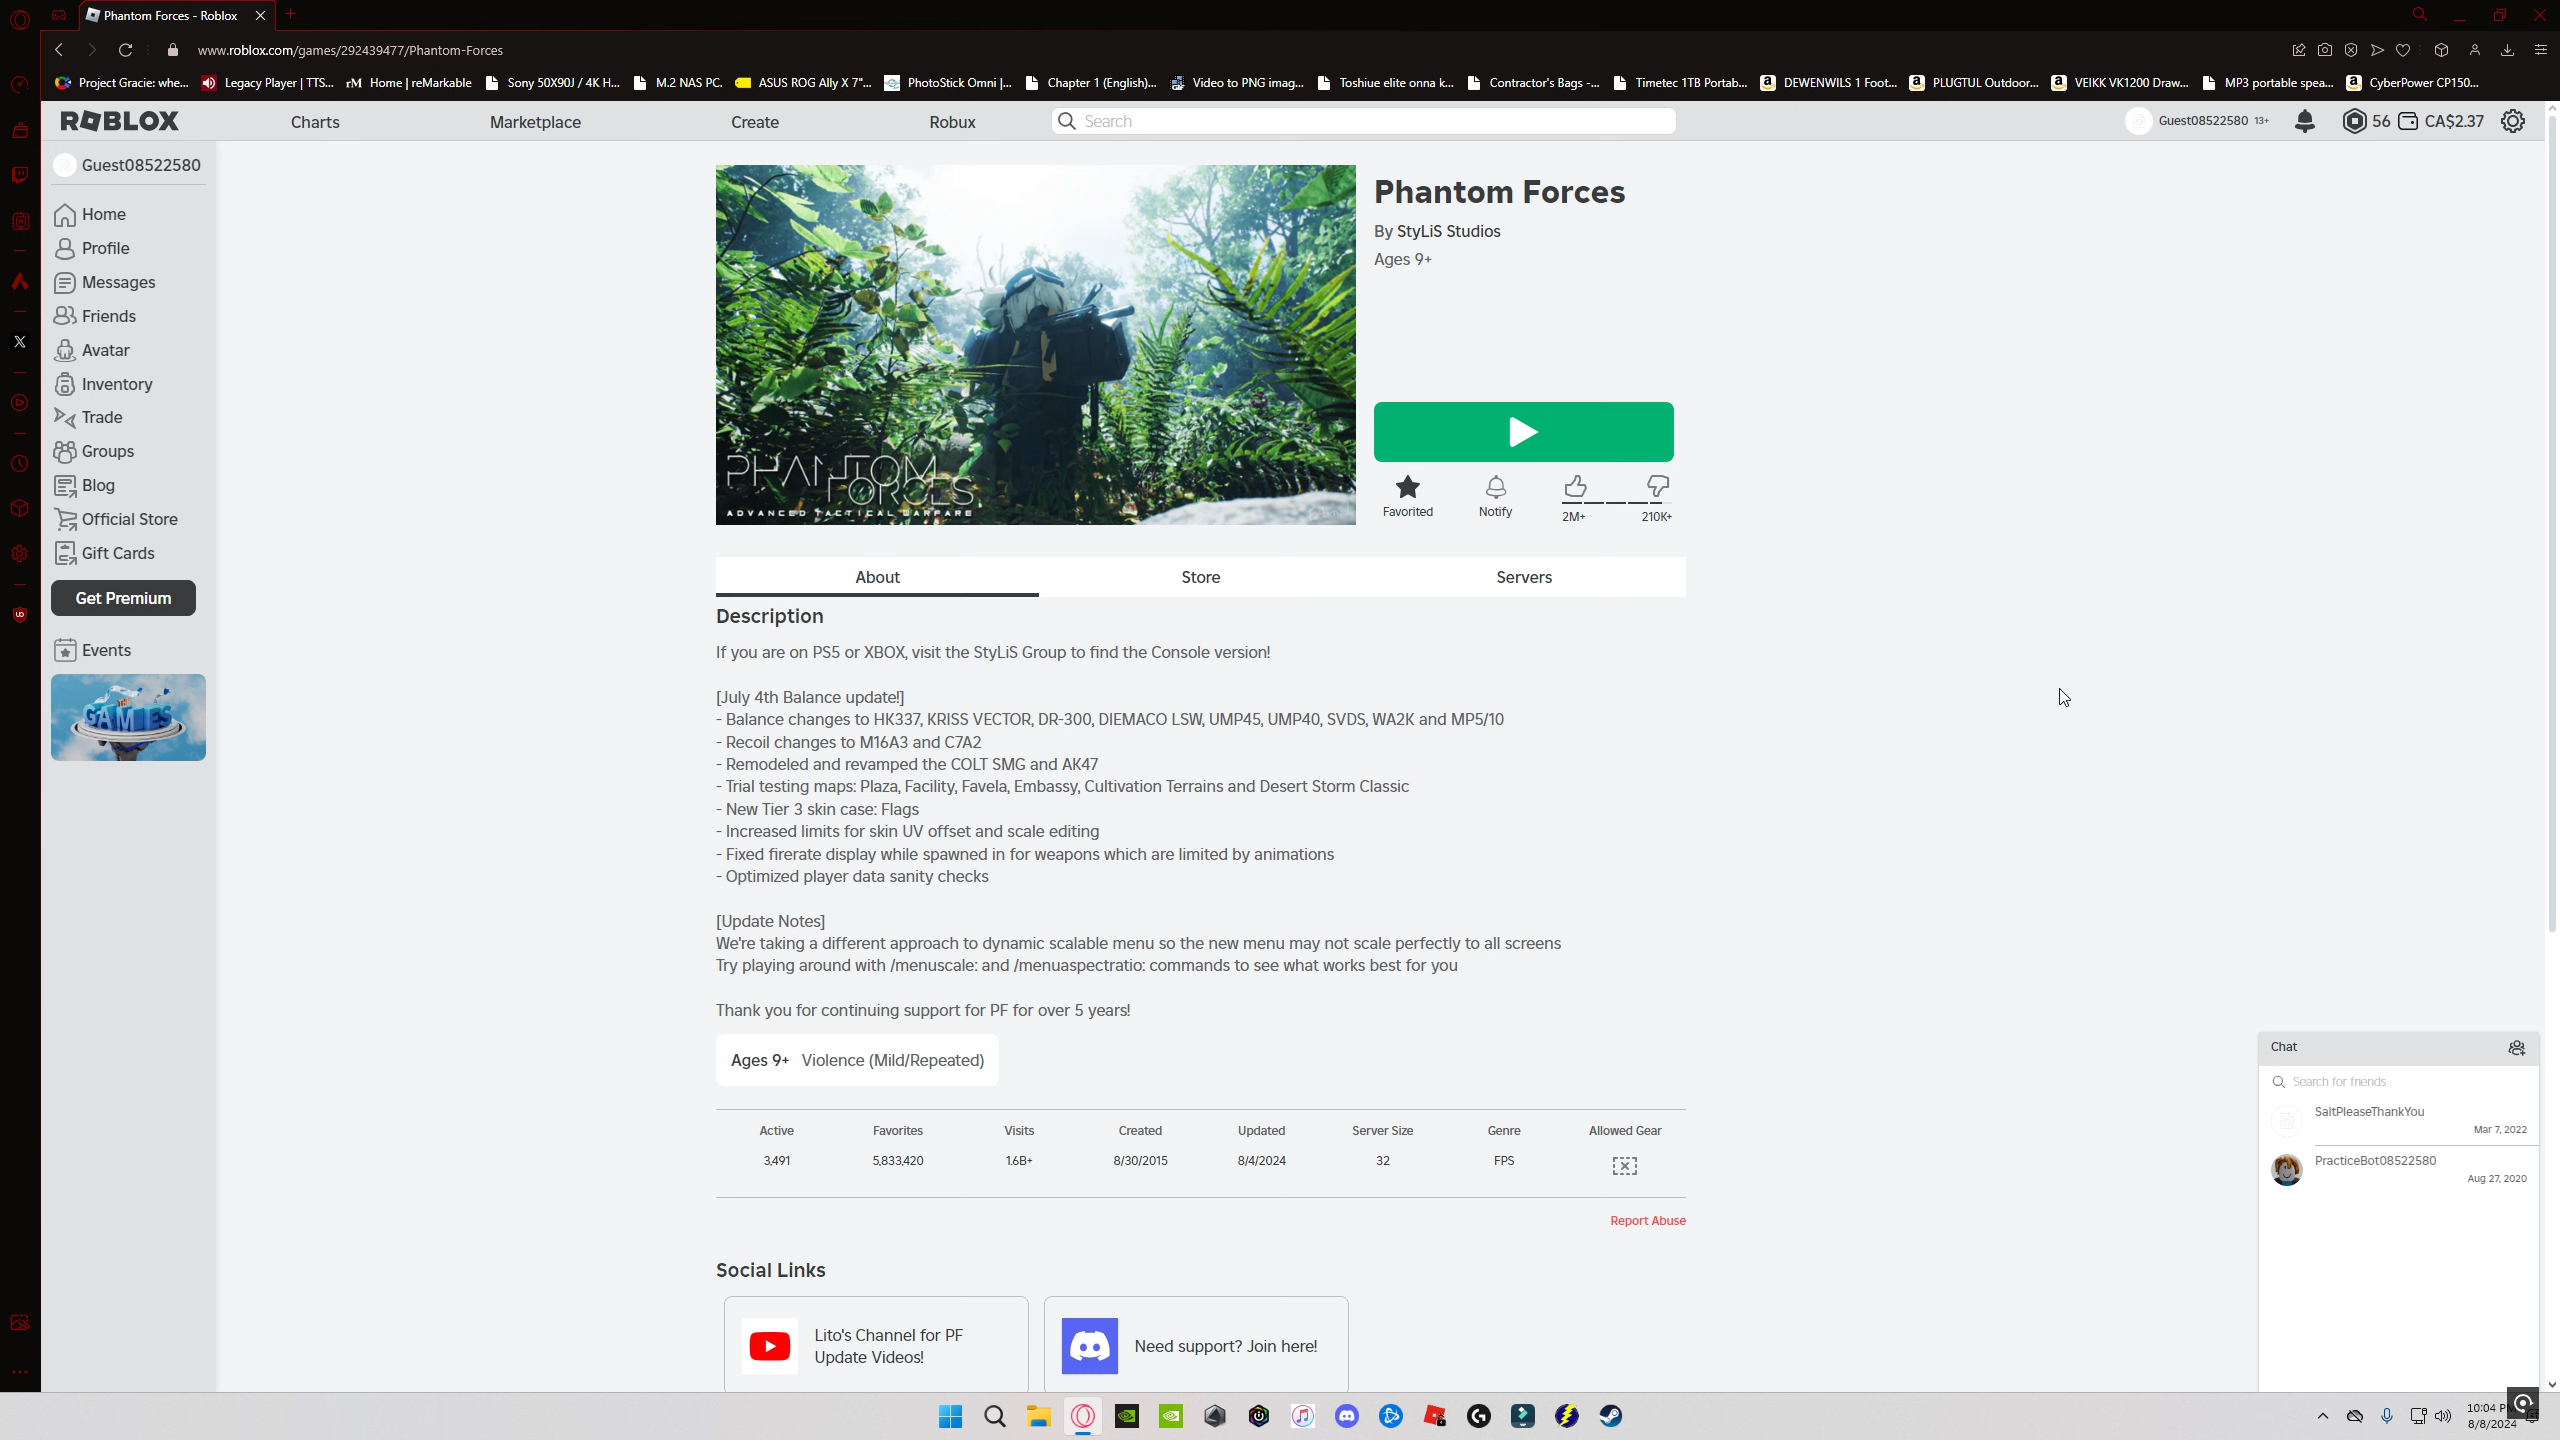 Phantom Forces - Roblox
www.roblox.com/games/292439477/Phantom-Forces
Project Gracie: whe... Legacy Player | TTS... rM Home | reMarkable Sony 50X90J / 4K H... M.2 NAS PC. ASUS ROG Ally X 7"... PhotoStick Omni |... Chapter 1 (English)... Video to PNG imag... Toshiue elite onna k... Contractor's Bags -... Timetec 1TB Portab... DEWENWILS 1 Foot... PLUGTUL Outdoor... VEIKK VK1200 Draw... MP3 portable spea... CyberPower CP150...
ROBLOX Charts Marketplace Create Robux Search Guest08522580 13+ 56 CA$2.37
Guest08522580
Home
Profile
Messages
Friends
Avatar
Inventory
Trade
Groups
Blog
Official Store
Gift Cards
Get Premium
Events
THE GAMES
PHANTOM
FORCES
ADVANCED TACTICAL WARFARE
Phantom Forces
By StyLiS Studios
Ages 9+
Favorited Notify 2M+ 210K+
About Store Servers
Description
If you are on PS5 or XBOX, visit the StyLiS Group to find the Console version!
[July 4th Balance update!]
- Balance changes to HK337, KRISS VECTOR, DR-300, DIEMACO LSW, UMP45, UMP40, SVDS, WA2K and MP5/10
- Recoil changes to M16A3 and C7A2
- Remodeled and revamped the COLT SMG and AK47
- Trial testing maps: Plaza, Facility, Favela, Embassy, Cultivation Terrains and Desert Storm Classic
- New Tier 3 skin case: Flags
- Increased limits for skin UV offset and scale editing
- Fixed firerate display while spawned in for weapons which are limited by animations
- Optimized player data sanity checks
[Update Notes]
We're taking a different approach to dynamic scalable menu so the new menu may not scale perfectly to all screens
Try playing around with /menuscale: and /menuaspectratio: commands to see what works best for you
Thank you for continuing support for PF for over 5 years!
Ages 9+ Violence (Mild/Repeated)
Active Favorites Visits Created Updated Server Size Genre Allowed Gear
3,491 5,833,420 1.6B+ 8/30/2015 8/4/2024 32 FPS
Report Abuse
Social Links
Lito's Channel for PF
Update Videos!
Need support? Join here!
Chat
Search for friends
SaltPleaseThankYou
Mar 7, 2022
PracticeBot08522580
Aug 27, 2020
10:04 P
8/8/2024